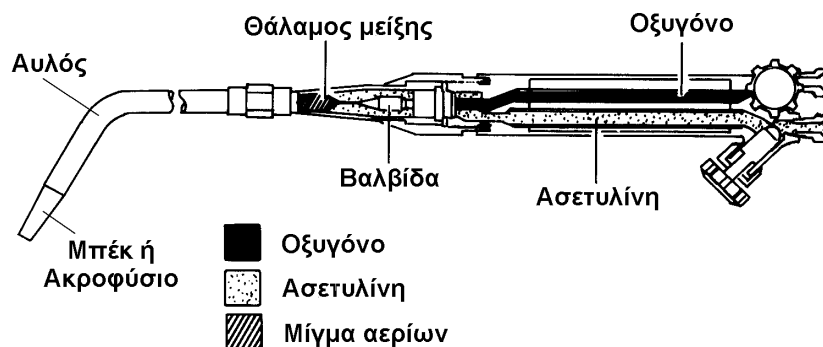 Θάλαμος μείξης
Οξυγόνο
Αυλός
Βαλβίδα
Ασετυλίνη
Μπέκ ή
Ακροφύσιο
Οξυγόνο
Ασετυλίνη
Μίγμα αερίων